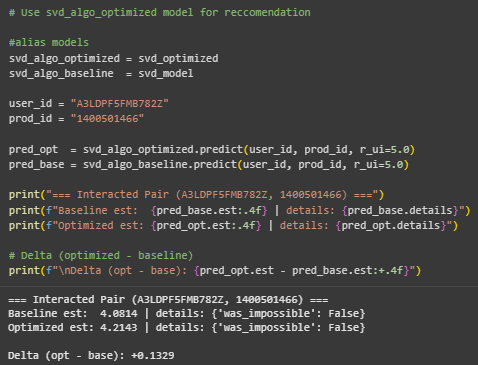 # Use svd_algo_optimized model for reccomendation
#alias models
svd_algo_optimized = svd_optimized
svd_algo_baseline  = svd_model
user_id = "A3LDPF5FMB782Z"
prod_id = "1400501466"
pred_opt  = svd_algo_optimized.predict(user_id, prod_id, r_ui=5.0)
pred_base = svd_algo_baseline.predict(user_id, prod_id, r_ui=5.0)
print("=== Interacted Pair (A3LDPF5FMB782Z, 1400501466) ===")
print(f"Baseline est:  {pred_base.est:.4f} | details: {pred_base.details}")
print(f"Optimized est: {pred_opt.est:.4f} | details: {pred_opt.details}")
# Delta (optimized - baseline)
print(f"\nDelta (opt - base): {pred_opt.est - pred_base.est:+.4f}")
=== Interacted Pair (A3LDPF5FMB782Z, 1400501466) ===
Baseline est:  4.0814 | details: {'was_impossible': False}
Optimized est: 4.2143 | details: {'was_impossible': False}
Delta (opt - base): +0.1329